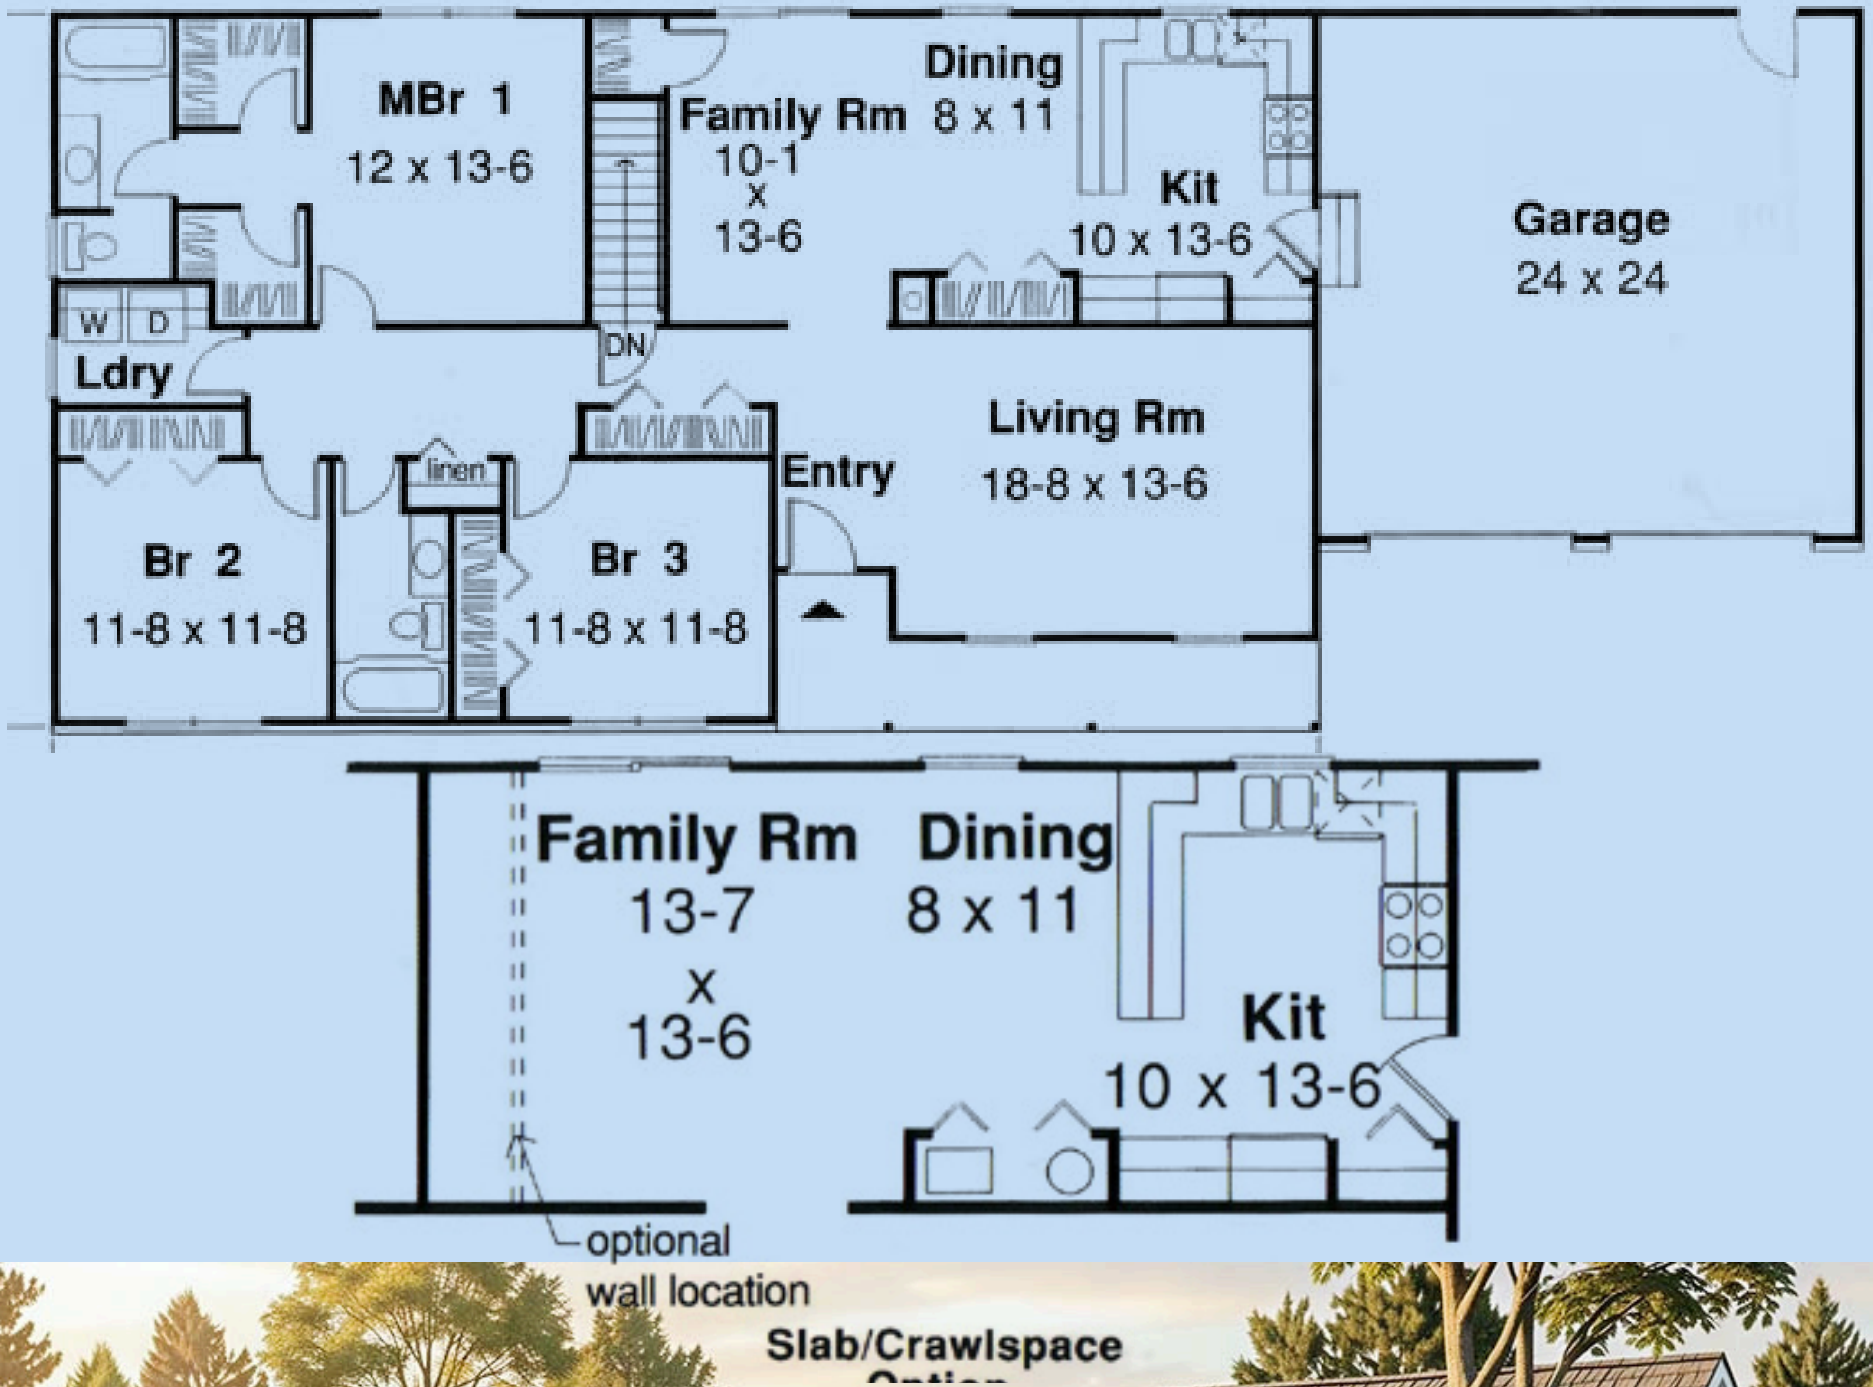 MBr 1
12 x 13-6
Family Rm
10-1
x
13-6
Dining
8 x 11
Kit
10 x 13-6
Garage
24 x 24
W D
Ldry
DN
linen
Living Rm
18-8 x 13-6
Entry
Br 2
11-8 x 11-8
Br 3
11-8 x 11-8
Family Rm
13-7
x
13-6
Dining
8 x 11
Kit
10 x 13-6
optional
wall location
Slab/Crawlspace
Option